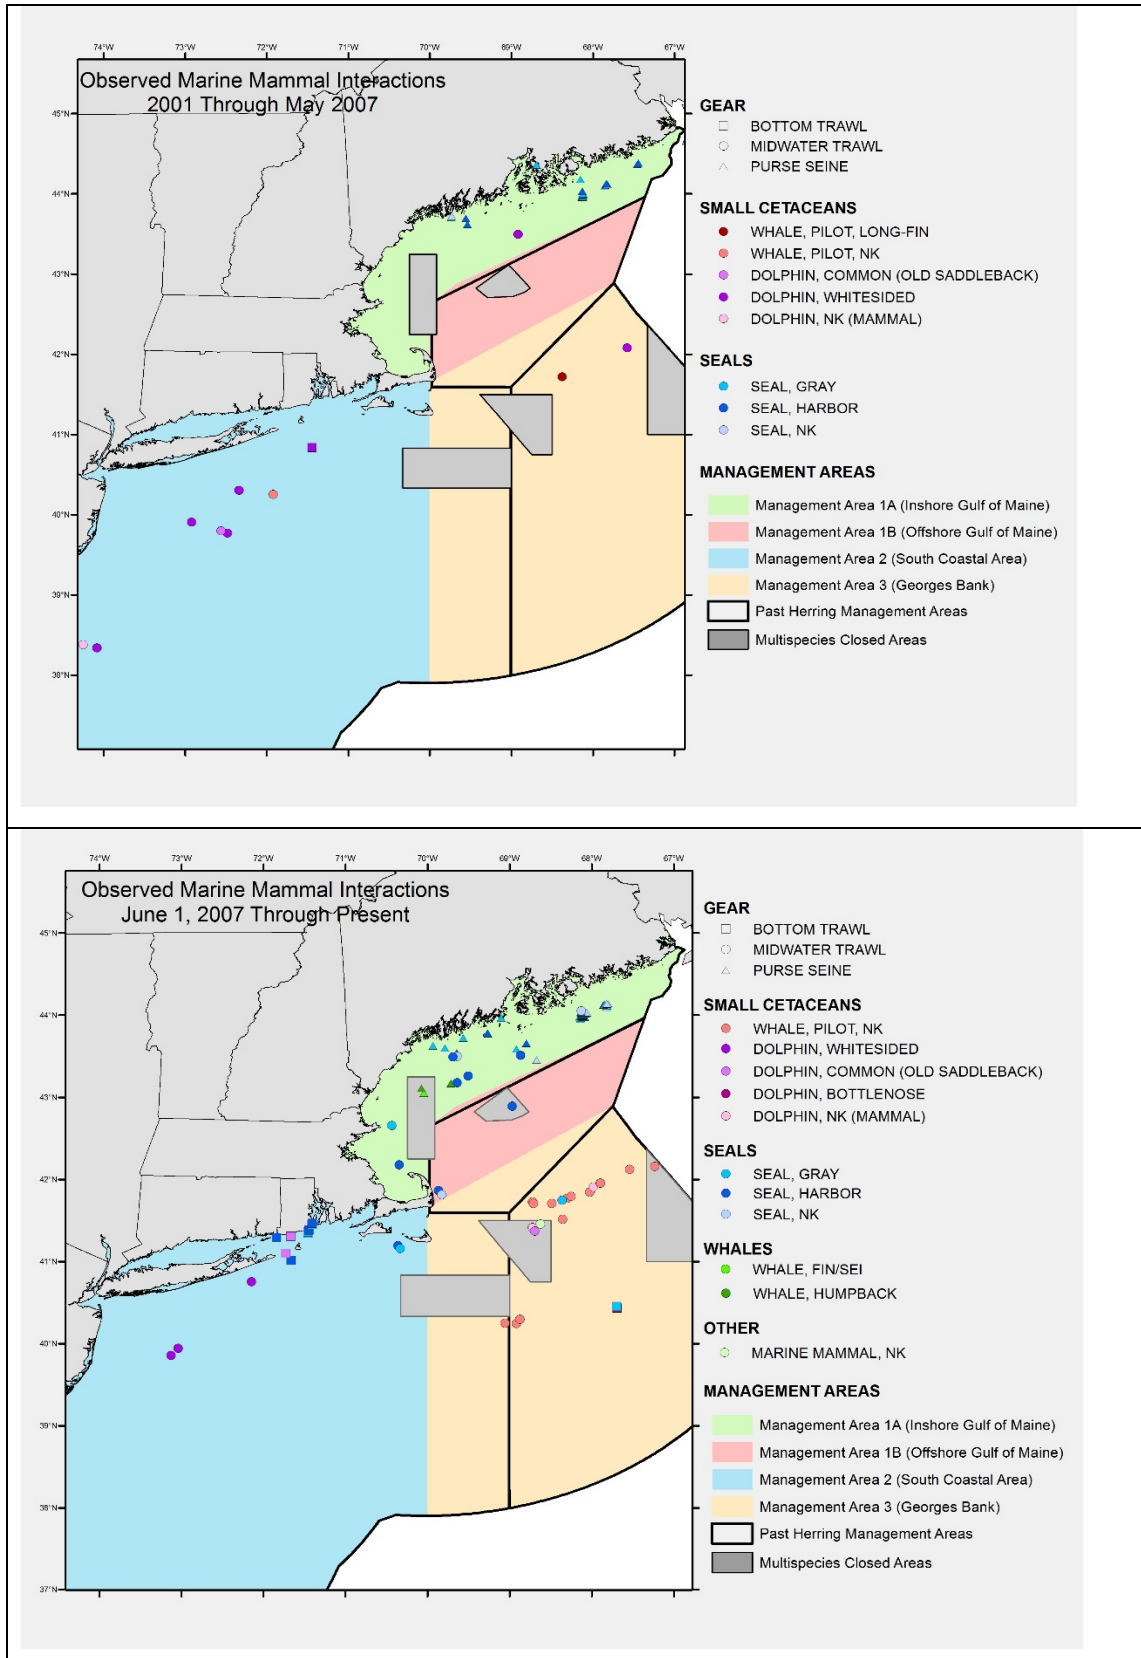 74°W 73°W 72°W 71°W 70°W 69°W 68°W 67°W
Observed Marine Mammal Interactions
2001 Through May 2007
45°N
44°N
43°N
42°N
41°N
40°N
39°N
38°N
GEAR
BOTTOM TRAWL
MIDWATER TRAWL
PURSE SEINE
SMALL CETACEANS
WHALE, PILOT, LONG-FIN
WHALE, PILOT, NK
DOLPHIN, COMMON (OLD SADDLEBACK)
DOLPHIN, WHITESIDED
DOLPHIN, NK (MAMMAL)
SEALS
SEAL, GRAY
SEAL, HARBOR
SEAL, NK
MANAGEMENT AREAS
Management Area 1A (Inshore Gulf of Maine)
Management Area 1B (Offshore Gulf of Maine)
Management Area 2 (South Coastal Area)
Management Area 3 (Georges Bank)
Past Herring Management Areas
Multispecies Closed Areas
74°W 73°W 72°W 71°W 70°W 69°W 68°W 67°W
Observed Marine Mammal Interactions
June 1, 2007 Through Present
45°N
44°N
43°N
42°N
41°N
40°N
39°N
38°N
37°N
GEAR
BOTTOM TRAWL
MIDWATER TRAWL
PURSE SEINE
SMALL CETACEANS
WHALE, PILOT, NK
DOLPHIN, WHITESIDED
DOLPHIN, COMMON (OLD SADDLEBACK)
DOLPHIN, BOTTLENOSE
DOLPHIN, NK (MAMMAL)
SEALS
SEAL, GRAY
SEAL, HARBOR
SEAL, NK
WHALES
WHALE, FIN/SEI
WHALE, HUMPBACK
OTHER
MARINE MAMMAL, NK
MANAGEMENT AREAS
Management Area 1A (Inshore Gulf of Maine)
Management Area 1B (Offshore Gulf of Maine)
Management Area 2 (South Coastal Area)
Management Area 3 (Georges Bank)
Past Herring Management Areas
Multispecies Closed Areas